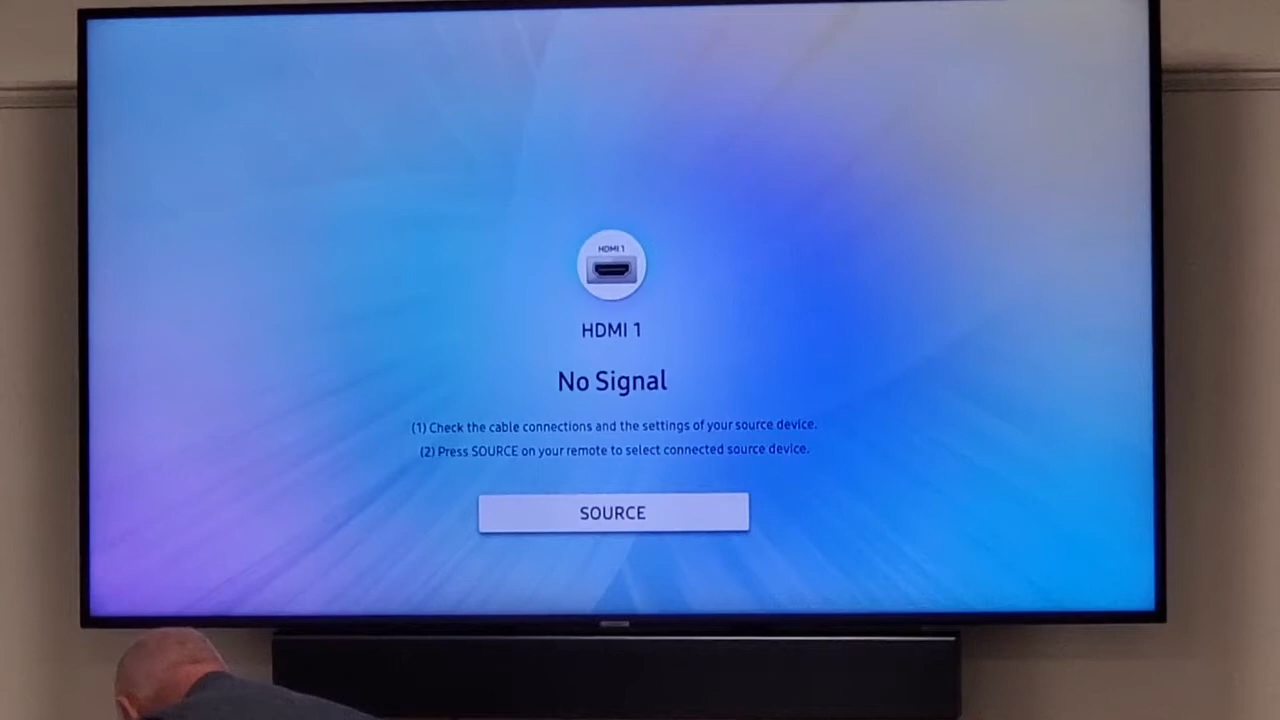 HDMI 1
HDMI 1
No Signal
(1) Check the cable connections and the settings of your source device.
(2) Press SOURCE on your remote to select connected source device.
SOURCE